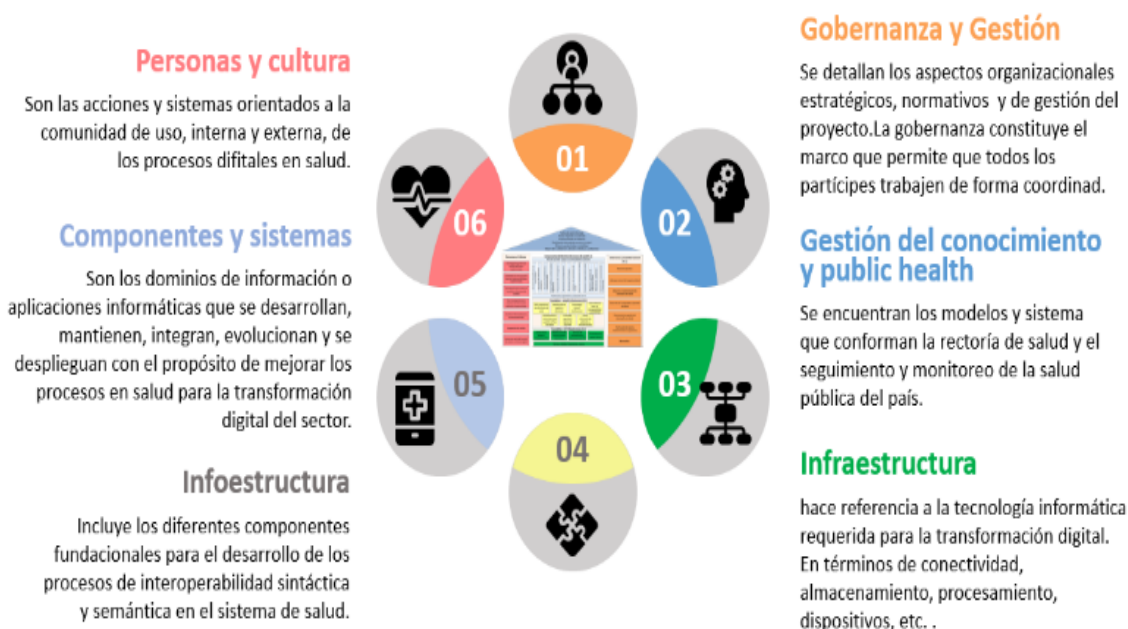 Personas y cultura
Son las acciones y sistemas orientados a la
comunidad de uso, interna y externa, de
los procesos difitales en salud.
Componentes y sistemas
Son los dominios de información o
aplicaciones informáticas que se desarrollan,
mantienen, integran, evolucionan y se
despliegan con el propósito de mejorar los
procesos en salud para la transformación
digital del sector.
Infoestructura
Incluye los diferentes componentes
fundacionales para el desarrollo de los
procesos de interoperabilidad sintáctica
y semántica en el sistema de salud.
01
02
03
04
05
06
Gobernanza y Gestión
Se detallan los aspectos organizacionales
estratégicos, normativos y de gestión del
proyecto.La gobernanza constituye el
marco que permite que todos los
partícipes trabajen de forma coordinad.
Gestión del conocimiento
y public health
Se encuentran los modelos y sistema
que conforman la rectoría de salud y el
seguimiento y monitoreo de la salud
pública del país.
Infraestructura
hace referencia a la tecnología informática
requerida para la transformación digital.
En términos de conectividad,
almacenamiento, procesamiento,
dispositivos, etc. .